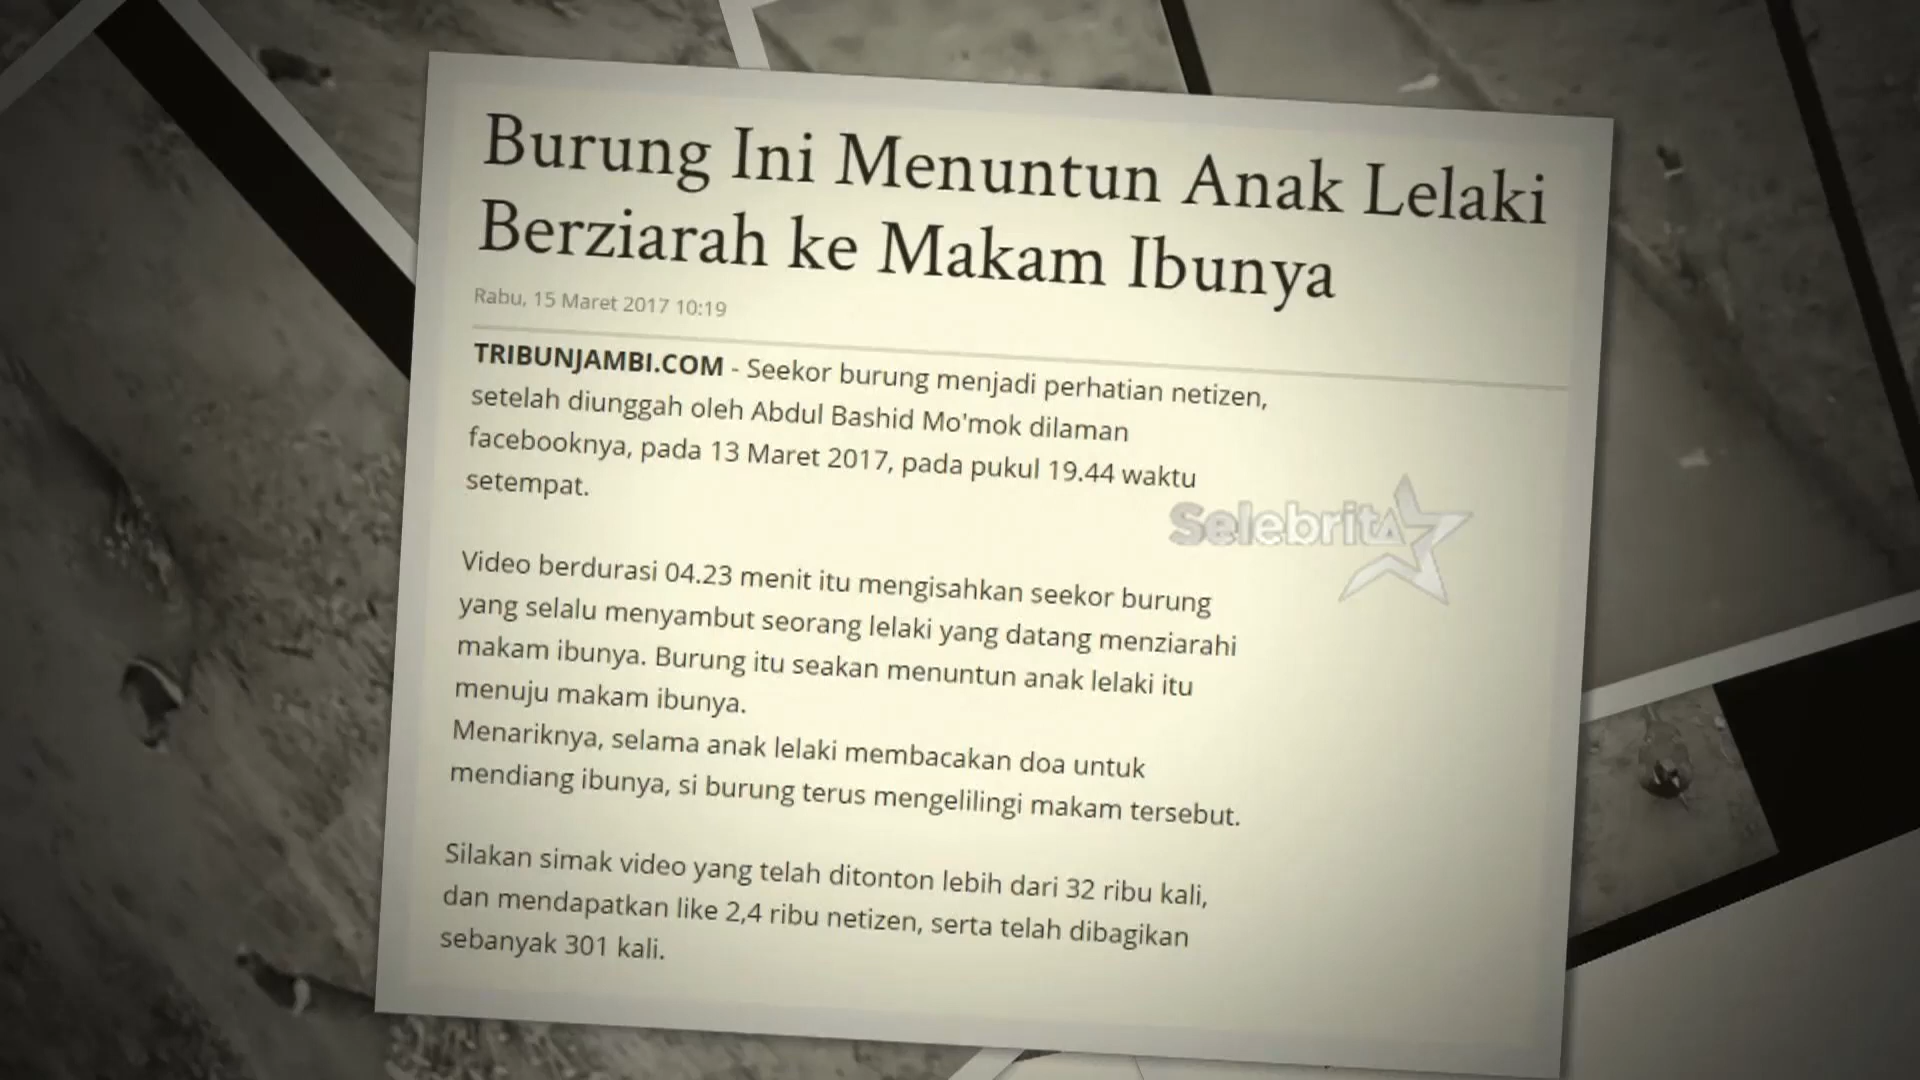 Burung Ini Menuntun Anak Lelaki
Berziarah ke Makam Ibunya
Rabu, 15 Maret 2017 10:19
TRIBUNJAMBI.COM - Seekor burung menjadi perhatian netizen,
setelah diunggah oleh Abdul Bashid Mo'mok dilaman
facebooknya, pada 13 Maret 2017, pada pukul 19.44 waktu
setempat.
Selebrita
Video berdurasi 04.23 menit itu mengisahkan seekor burung
yang selalu menyambut seorang lelaki yang datang menziarahi
makam ibunya. Burung itu seakan menuntun anak lelaki itu
menuju makam ibunya.
Menariknya, selama anak lelaki membacakan doa untuk
mendiang ibunya, si burung terus mengelilingi makam tersebut.
Silakan simak video yang telah ditonton lebih dari 32 ribu kali,
dan mendapatkan like 2,4 ribu netizen, serta telah dibagikan
sebanyak 301 kali.